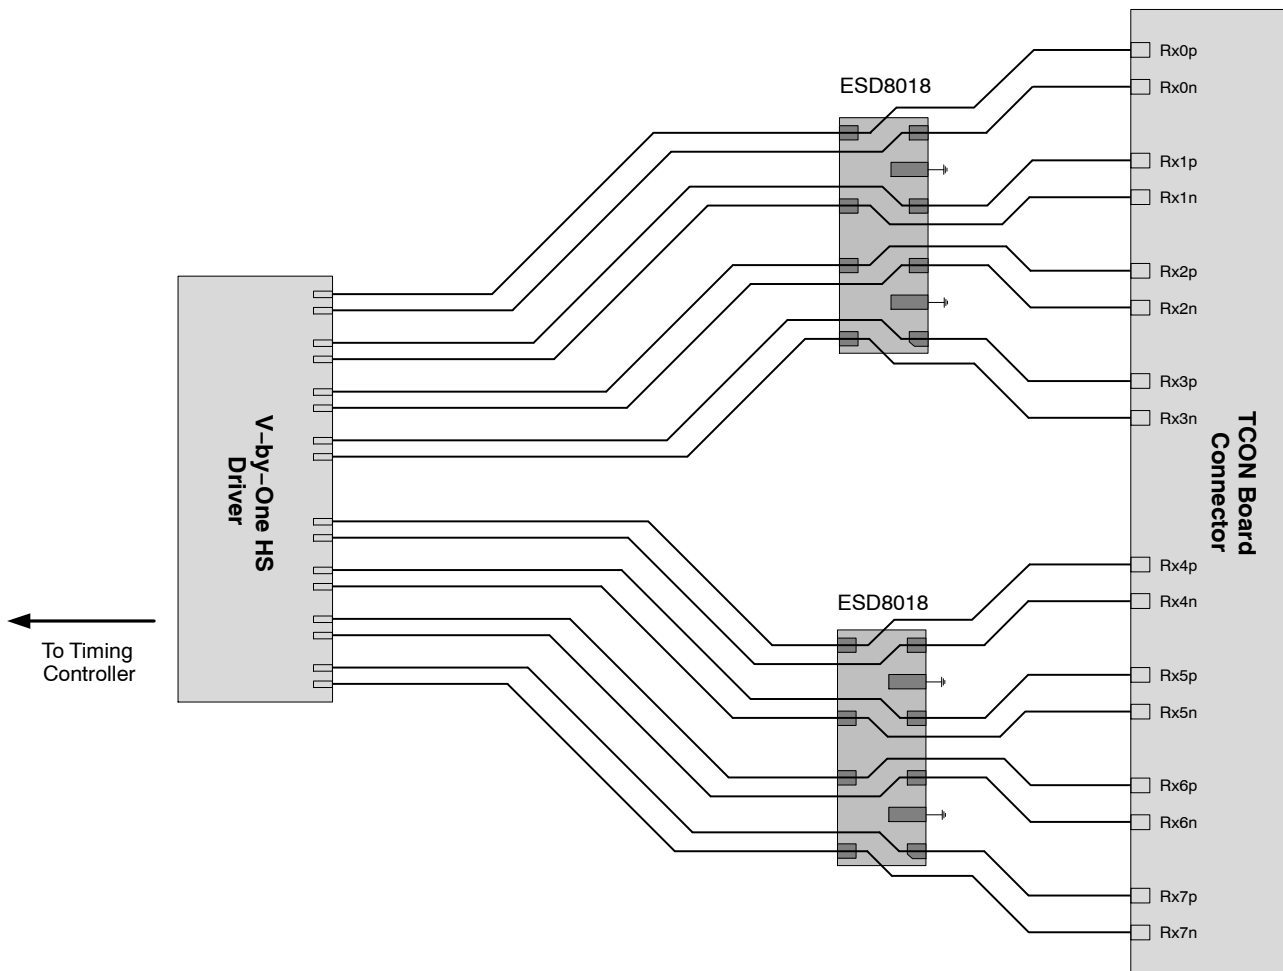 ESD8018
Rx0p
Rx0n
Rx1p
Rx1n
Rx2p
Rx2n
Rx3p
Rx3n
V−by−One HS
Driver
TCON Board
Connector
To Timing
Controller
ESD8018
Rx4p
Rx4n
Rx5p
Rx5n
Rx6p
Rx6n
Rx7p
Rx7n